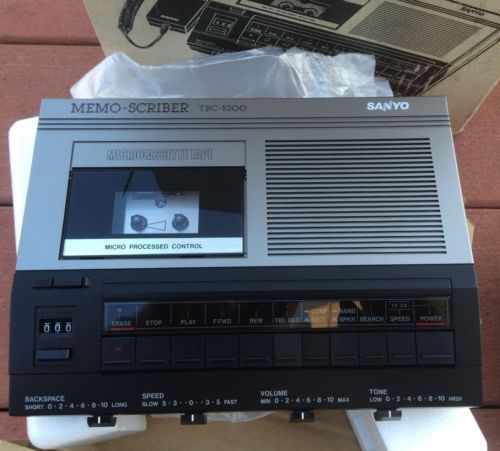 SANYO
MEMO-SCRIBER TRC-5200 SANYO
MICROCASSETTE TAPE
MICRO PROCESSED CONTROL
000
ERASE STOP PLAY F FWD REW TEL REC CONF DICT HAND SPKR SEARCH SPEED POWER
BACKSPACE SPEED VOLUME TONE
SHORT 0·2·4·6·8·10 LONG SLOW 5·3··0··3·5 FAST MIN 0·2·4·6·8·10 MAX LOW 0·2·4·6·8·10 HIGH